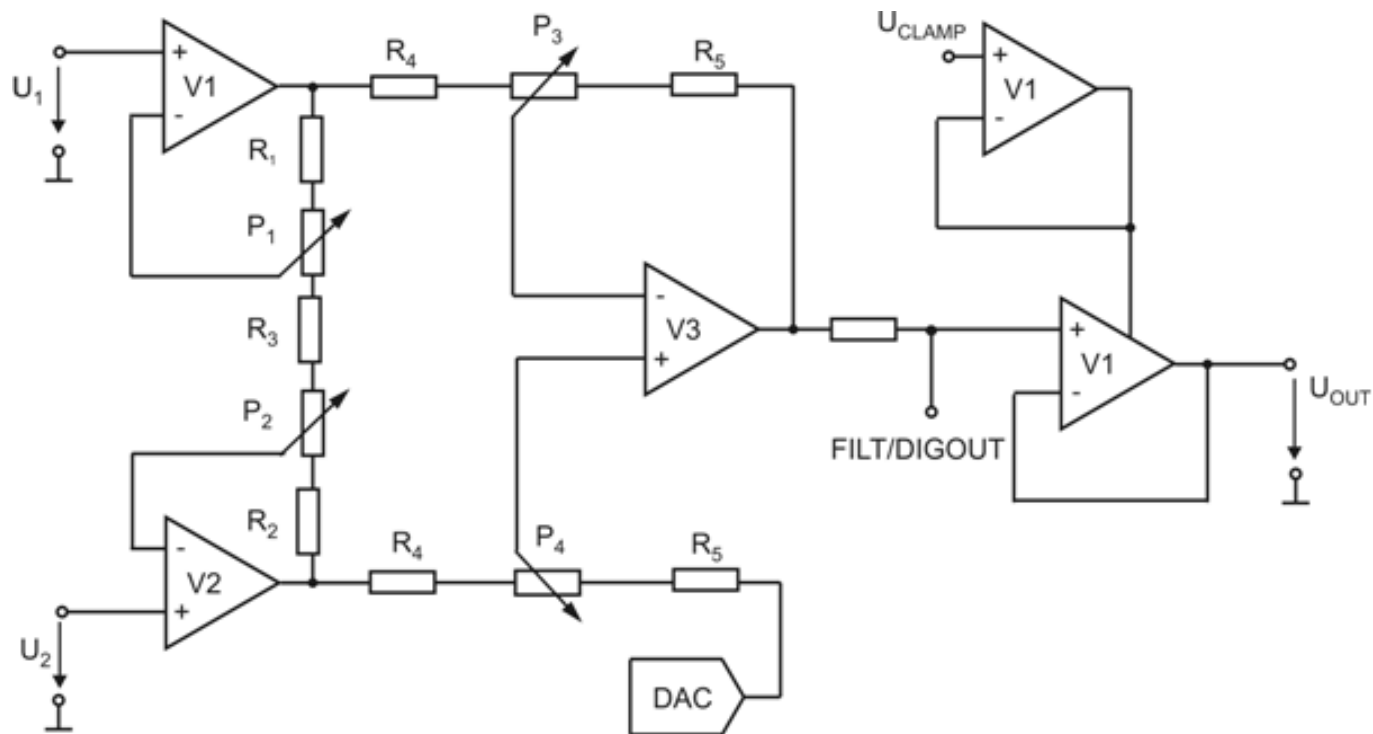 U₁
+
V1
-
R₁
P₁
R₃
P₂
R₂
-
V2
+
U₂
R₄
P₃
R₅
-
V3
+
R₄
P₄
R₅
DAC
FILT/DIGOUT
U_CLAMP
+
V1
-
+
V1
-
U_OUT